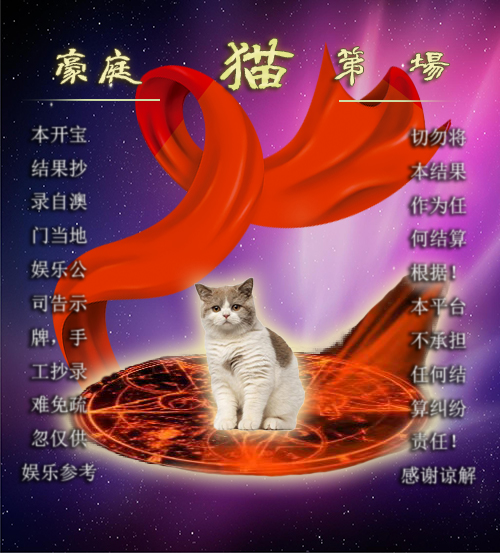 豪庭 猫 第 場
本开宝
结果抄
录自澳
门当地
娱乐公
司告示
牌，手
工抄录
难免疏
忽仅供
娱乐参考
切勿将
本结果
作为任
何结算
根据！
本平台
不承担
任何结
算纠纷
责任！
感谢谅解